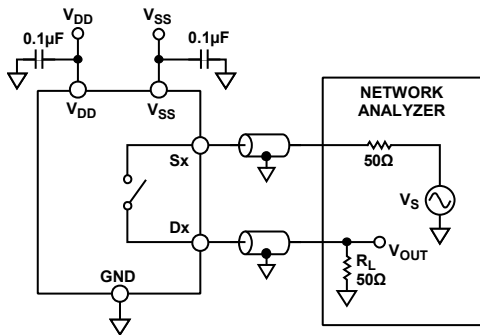 VDD
VSS
0.1µF
0.1µF
VDD
VSS
NETWORK
ANALYZER
Sx
50Ω
VS
Dx
VOUT
RL
50Ω
GND